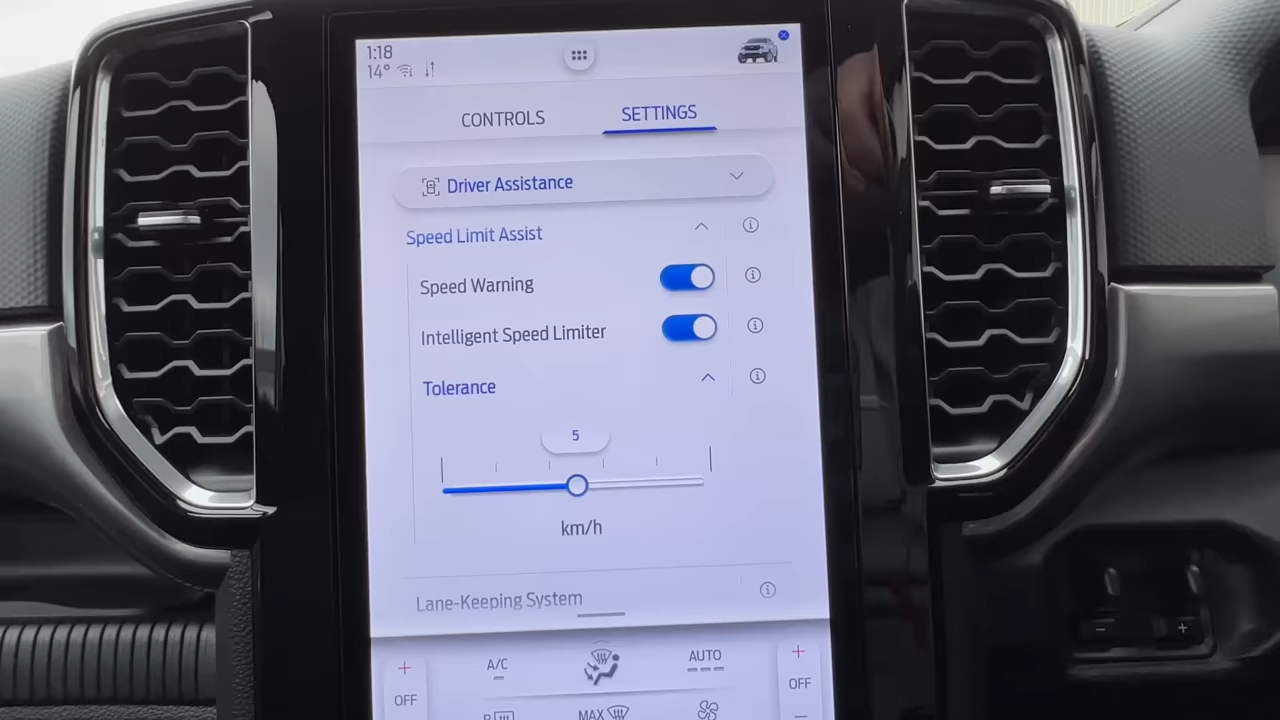 1:18
14°
CONTROLS
SETTINGS
Driver Assistance
Speed Limit Assist
Speed Warning
Intelligent Speed Limiter
Tolerance
5
km/h
Lane-Keeping System
A/C
AUTO
OFF
OFF
R
MAX